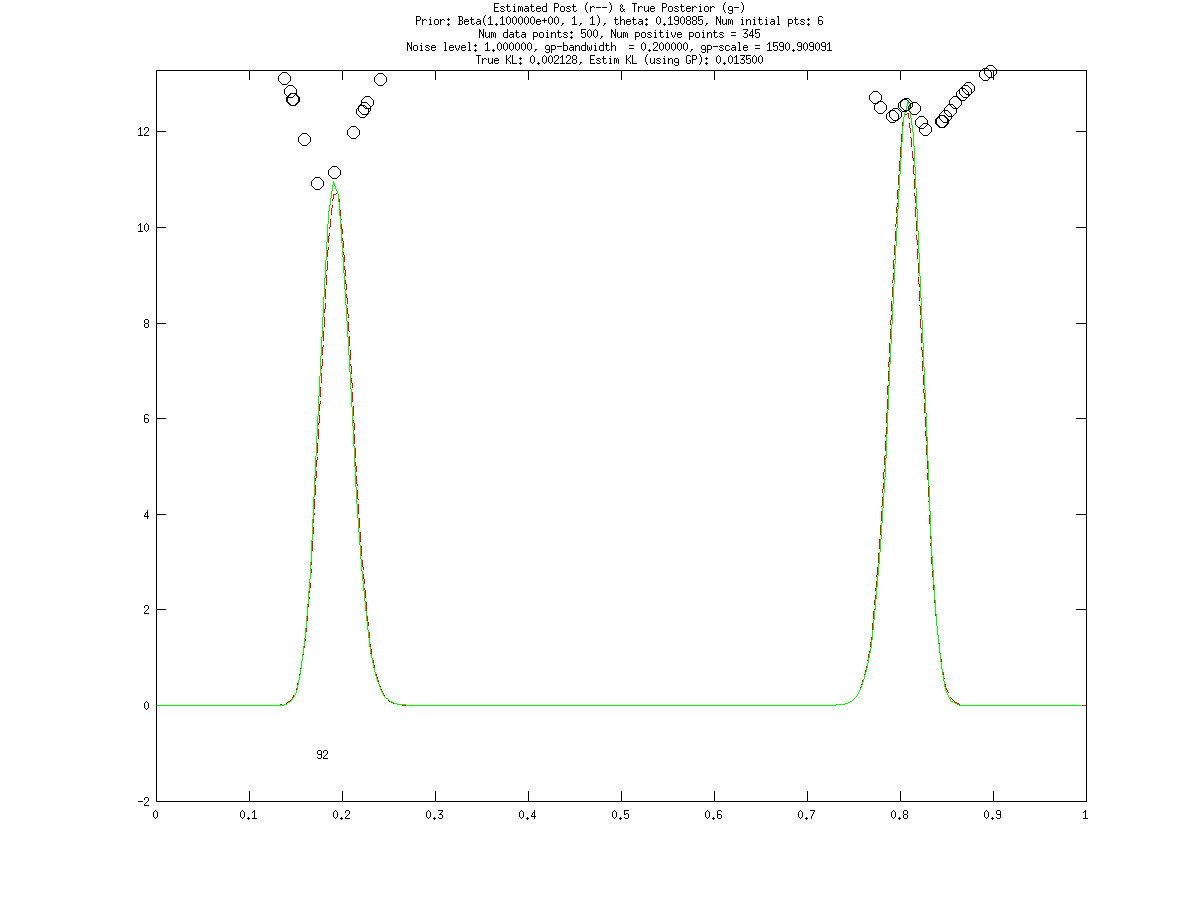 Estimated Post (r--) & True Posterior (g-)
Prior: Beta(1.100000e+00, 1, 1), theta: 0.190885, Num initial pts: 6
Num data points: 500, Num positive points = 345
Noise level: 1.000000, gp-bandwidth  = 0.200000, gp-scale = 1590.909091
True KL: 0.002128, Estim KL (using GP): 0.013500
12
10
8
6
4
2
0
92
-2
0 0.1 0.2 0.3 0.4 0.5 0.6 0.7 0.8 0.9 1